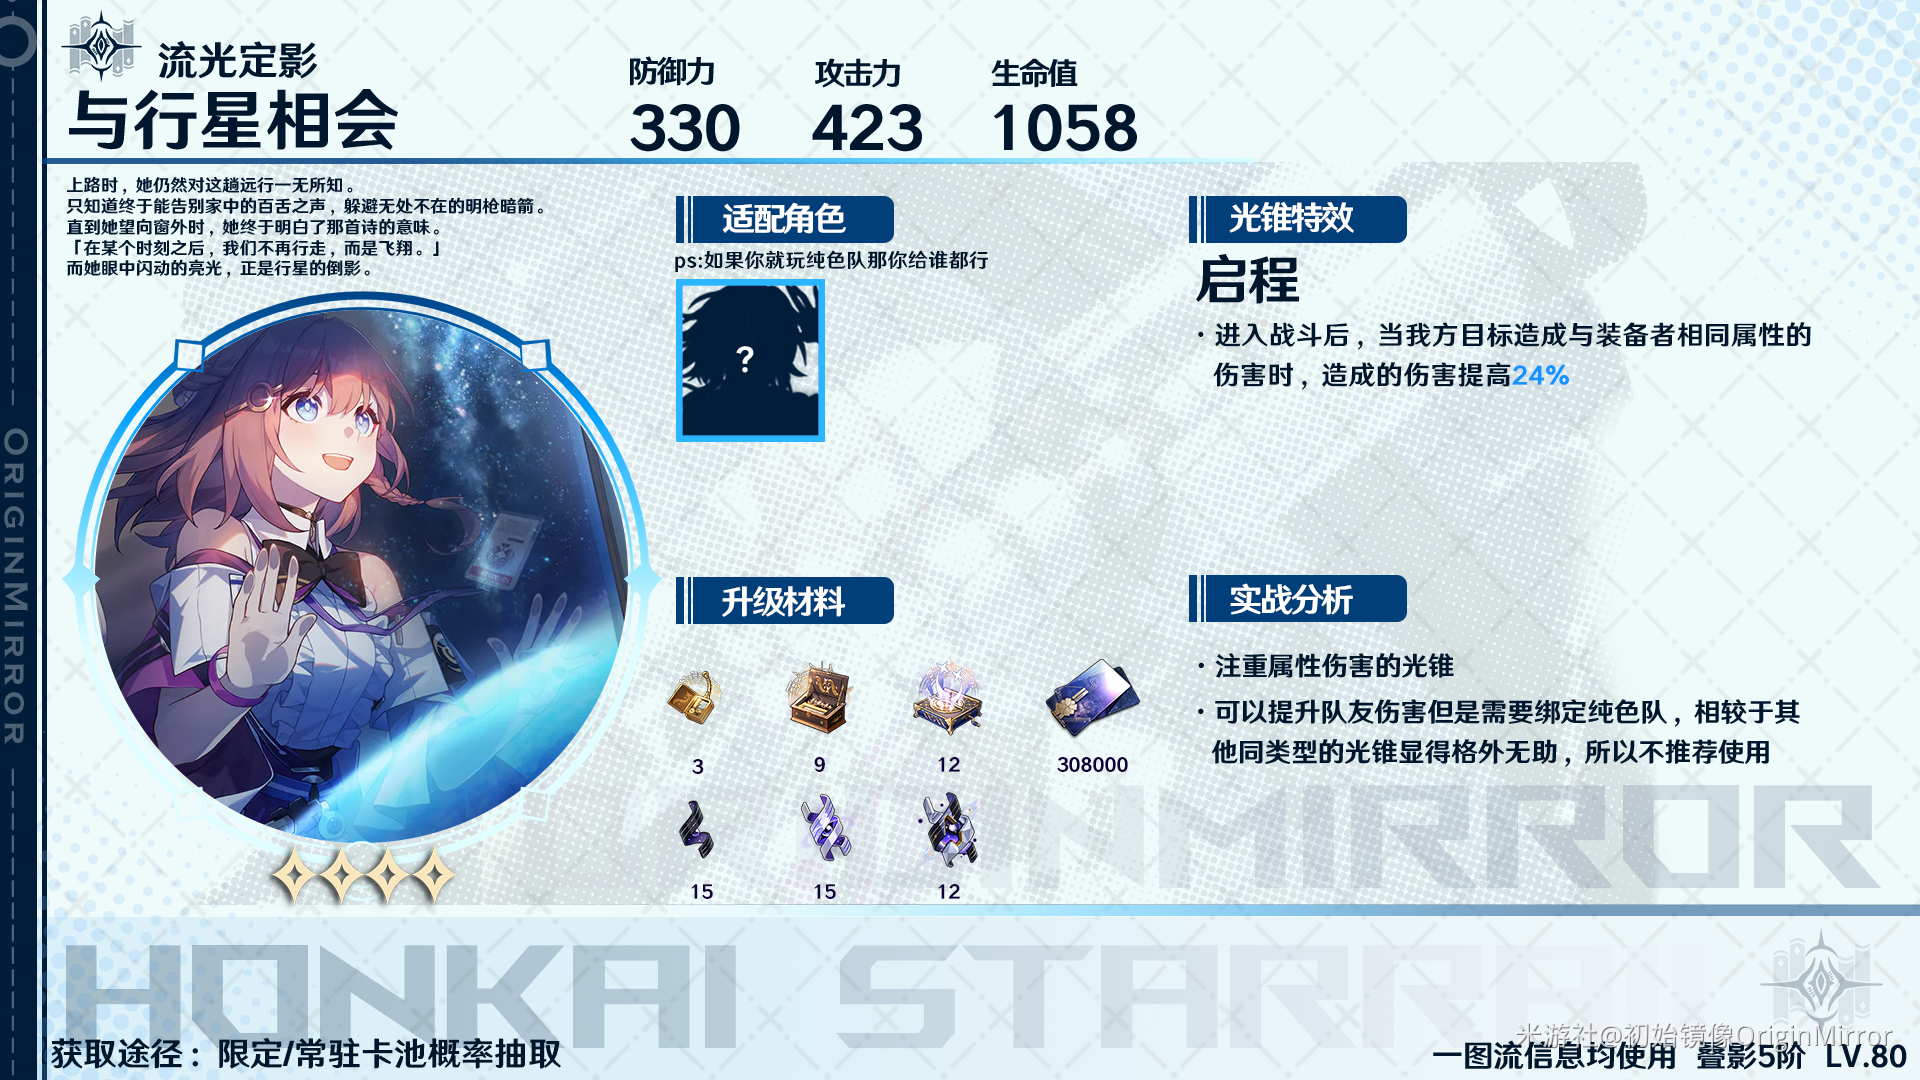 流光定影
与行星相会
防御力
330
攻击力
423
生命值
1058
上路时，她仍然对这趟远行一无所知。
只知道终于能告别家中的百舌之声，躲避无处不在的明枪暗箭。
直到她望向窗外时，她终于明白了那首诗的意味。
「在某个时刻之后，我们不再行走，而是飞翔。」
而她眼中闪动的亮光，正是行星的倒影。
适配角色
ps:如果你就玩纯色队那你给谁都行
?
光锥特效
启程
·进入战斗后，当我方目标造成与装备者相同属性的
伤害时，造成的伤害提高24%
升级材料
3
9
12
308000
15
15
12
实战分析
·注重属性伤害的光锥
·可以提升队友伤害但是需要绑定纯色队，相较于其
他同类型的光锥显得格外无助，所以不推荐使用
ORIGINMIRROR
INMIRROR
HONKAI STARRAIL
获取途径：限定/常驻卡池概率抽取
米游社@初始镜像OriginMirror
一图流信息均使用 叠影5阶 LV.80